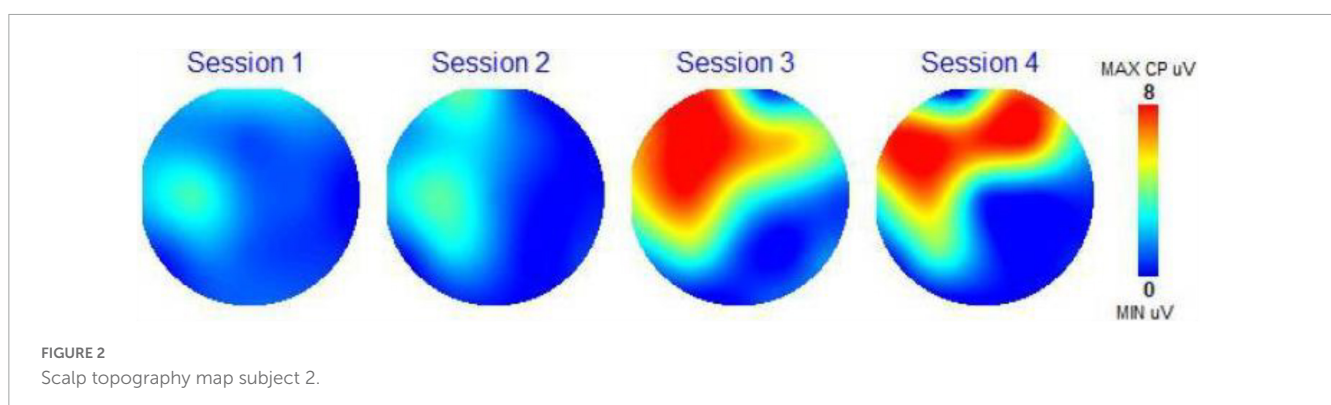 Session 1
Session 2
Session 3
Session 4
MAX CP uV
8
0
MIN uV
FIGURE 2
Scalp topography map subject 2.